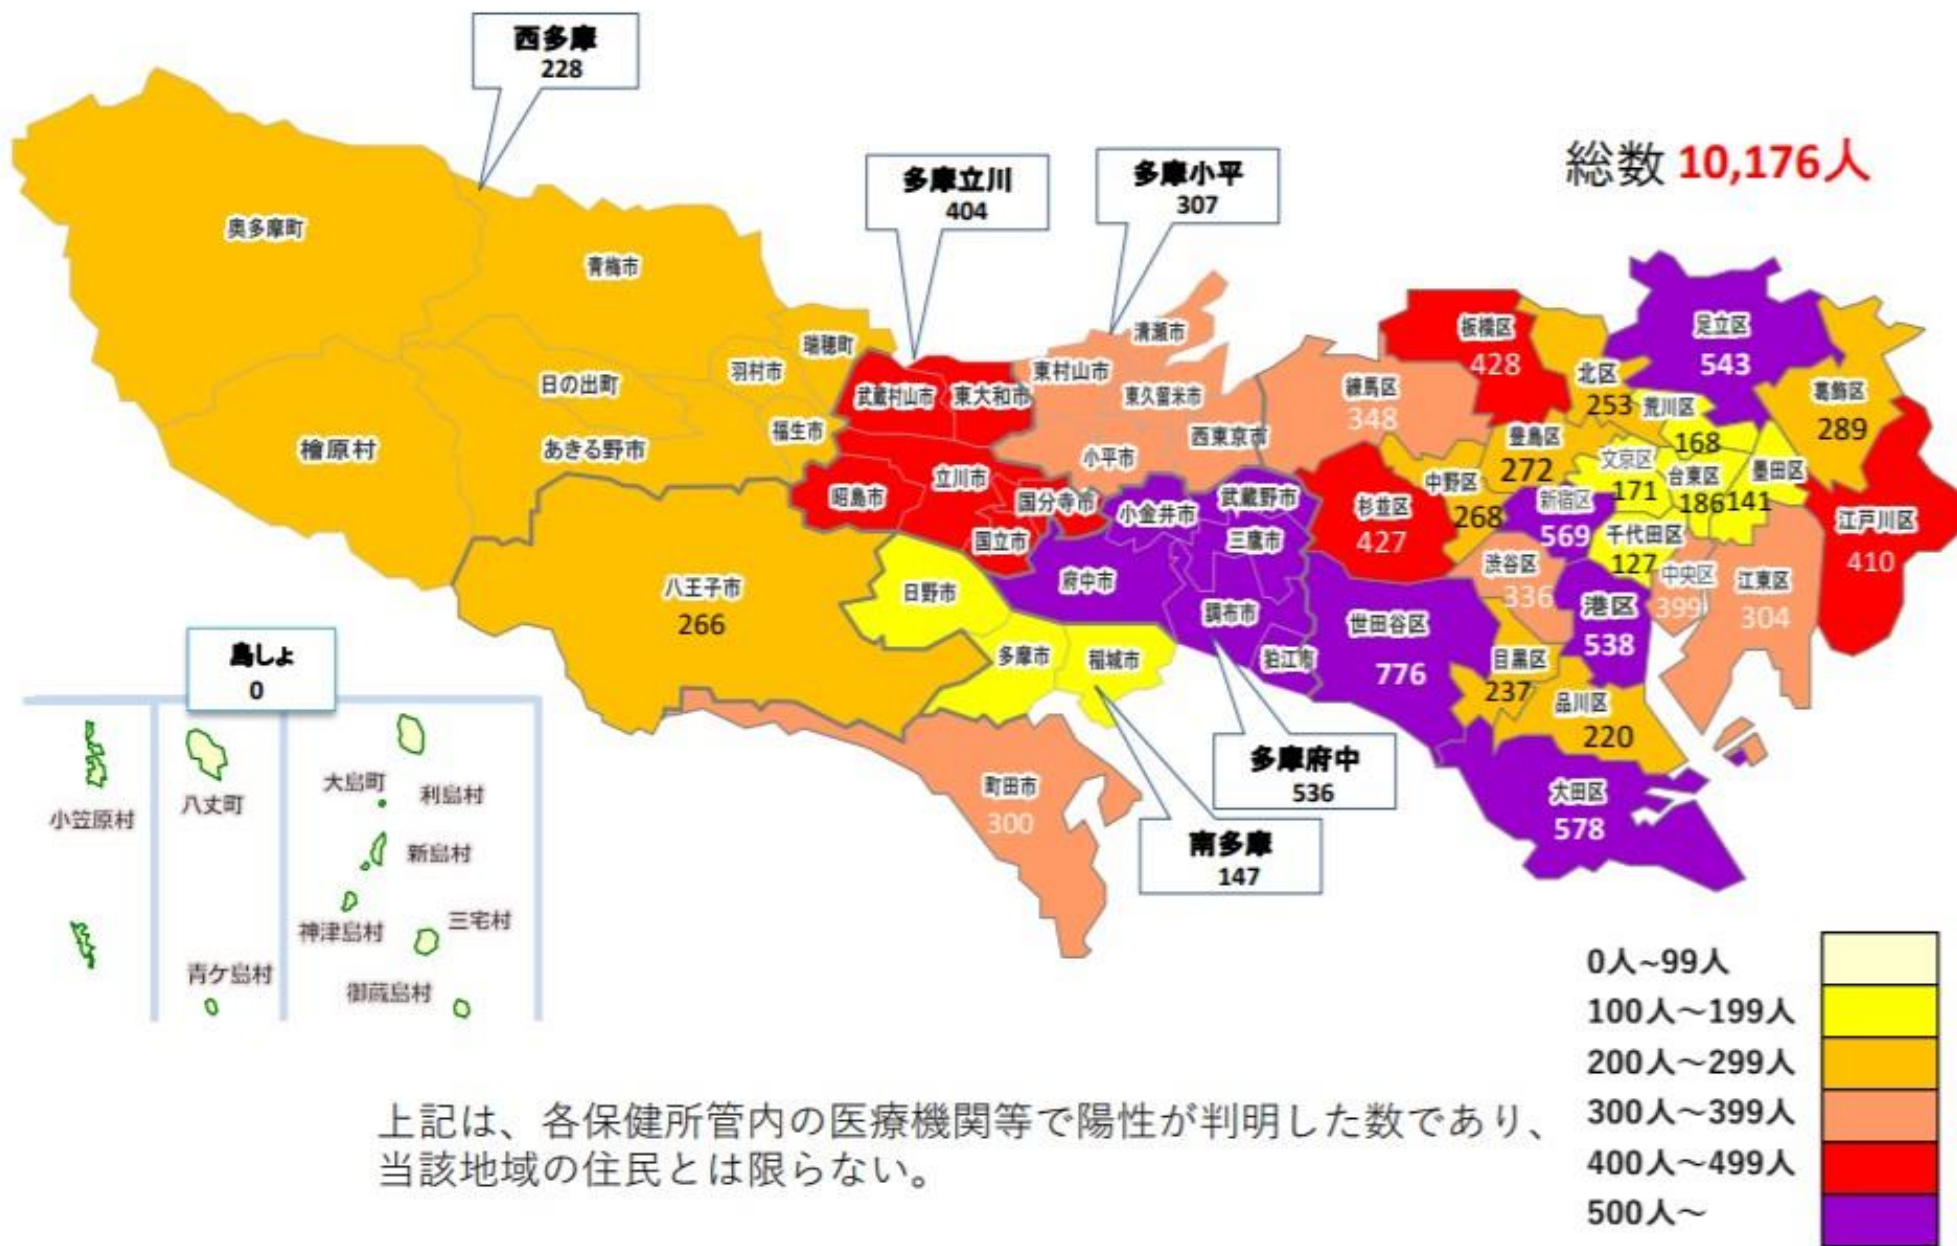 西多摩
228
多摩立川
404
多摩小平
307
総数 10,176人
奥多摩町
青梅市
瑞穂町
羽村市
日の出町
福生市
あきる野市
檜原村
武蔵村山市
東大和市
東村山市
清瀬市
東久留米市
西東京市
小平市
立川市
昭島市
国分寺市
国立市
小金井市
武蔵野市
三鷹市
府中市
調布市
狛江市
八王子市
266
日野市
多摩市
稲城市
町田市
300
多摩府中
536
南多摩
147
板橋区
428
北区
253
足立区
543
葛飾区
289
練馬区
348
豊島区
272
荒川区
168
文京区
171
台東区
186
墨田区
141
江戸川区
410
中野区
268
新宿区
569
杉並区
427
千代田区
127
渋谷区
336
中央区
399
江東区
304
港区
538
世田谷区
776
目黒区
237
品川区
220
大田区
578
島しょ
0
小笠原村
八丈町
青ケ島村
大島町
利島村
新島村
神津島村
三宅村
御蔵島村
0人~99人
100人～199人
200人～299人
300人～399人
400人～499人
500人～
上記は、各保健所管内の医療機関等で陽性が判明した数であり、
当該地域の住民とは限らない。